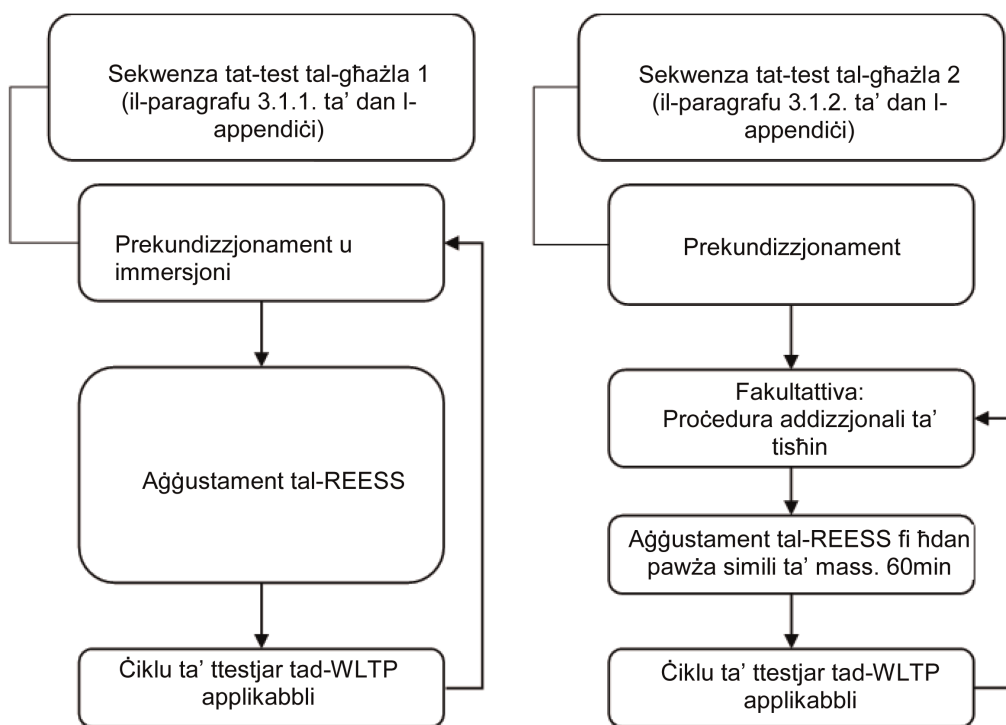 Sekwenza tat-test tal-għażla 1
(il-paragrafu 3.1.1. ta’ dan l-
appendiċi)
Prekundizzjonament u
immersjoni
Aġġustament tal-REESS
Ċiklu ta’ ttestjar tad-WLTP
applikabbli
Sekwenza tat-test tal-għażla 2
(il-paragrafu 3.1.2. ta’ dan l-
appendiċi)
Prekundizzjonament
Fakultattiva:
Proċedura addizzjonali ta’
tisħin
Aġġustament tal-REESS fi ħdan
pawża simili ta’ mass. 60min
Ċiklu ta’ ttestjar tad-WLTP
applikabbli